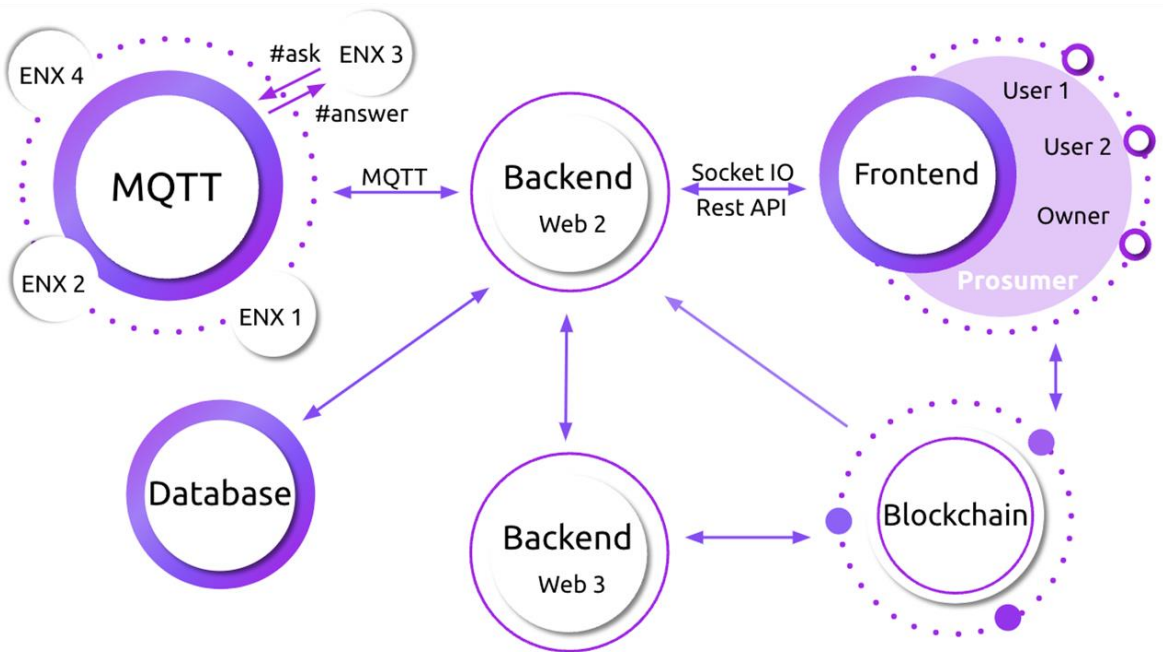 ENX 4
#ask
ENX 3
#answer
MQTT
ENX 2
ENX 1
MQTT
Backend
Web 2
Socket IO
Rest API
Frontend
User 1
User 2
Owner
Prosumer
Database
Backend
Web 3
Blockchain